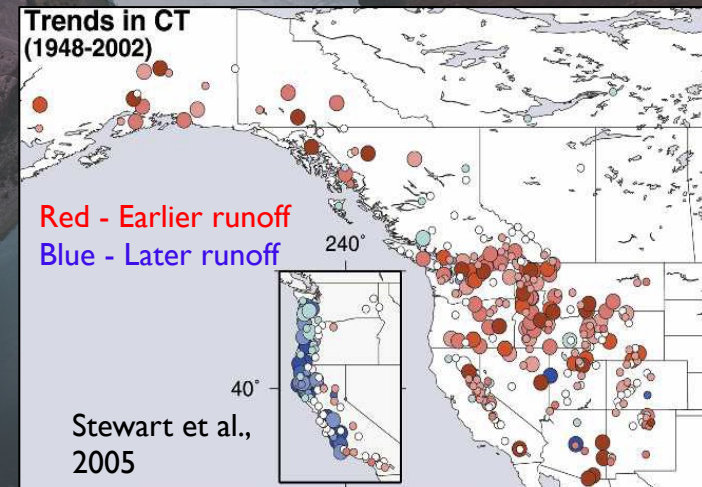 Trends in CT
(1948-2002)
Red - Earlier runoff
Blue - Later runoff
240°
40°
Stewart et al.,
2005